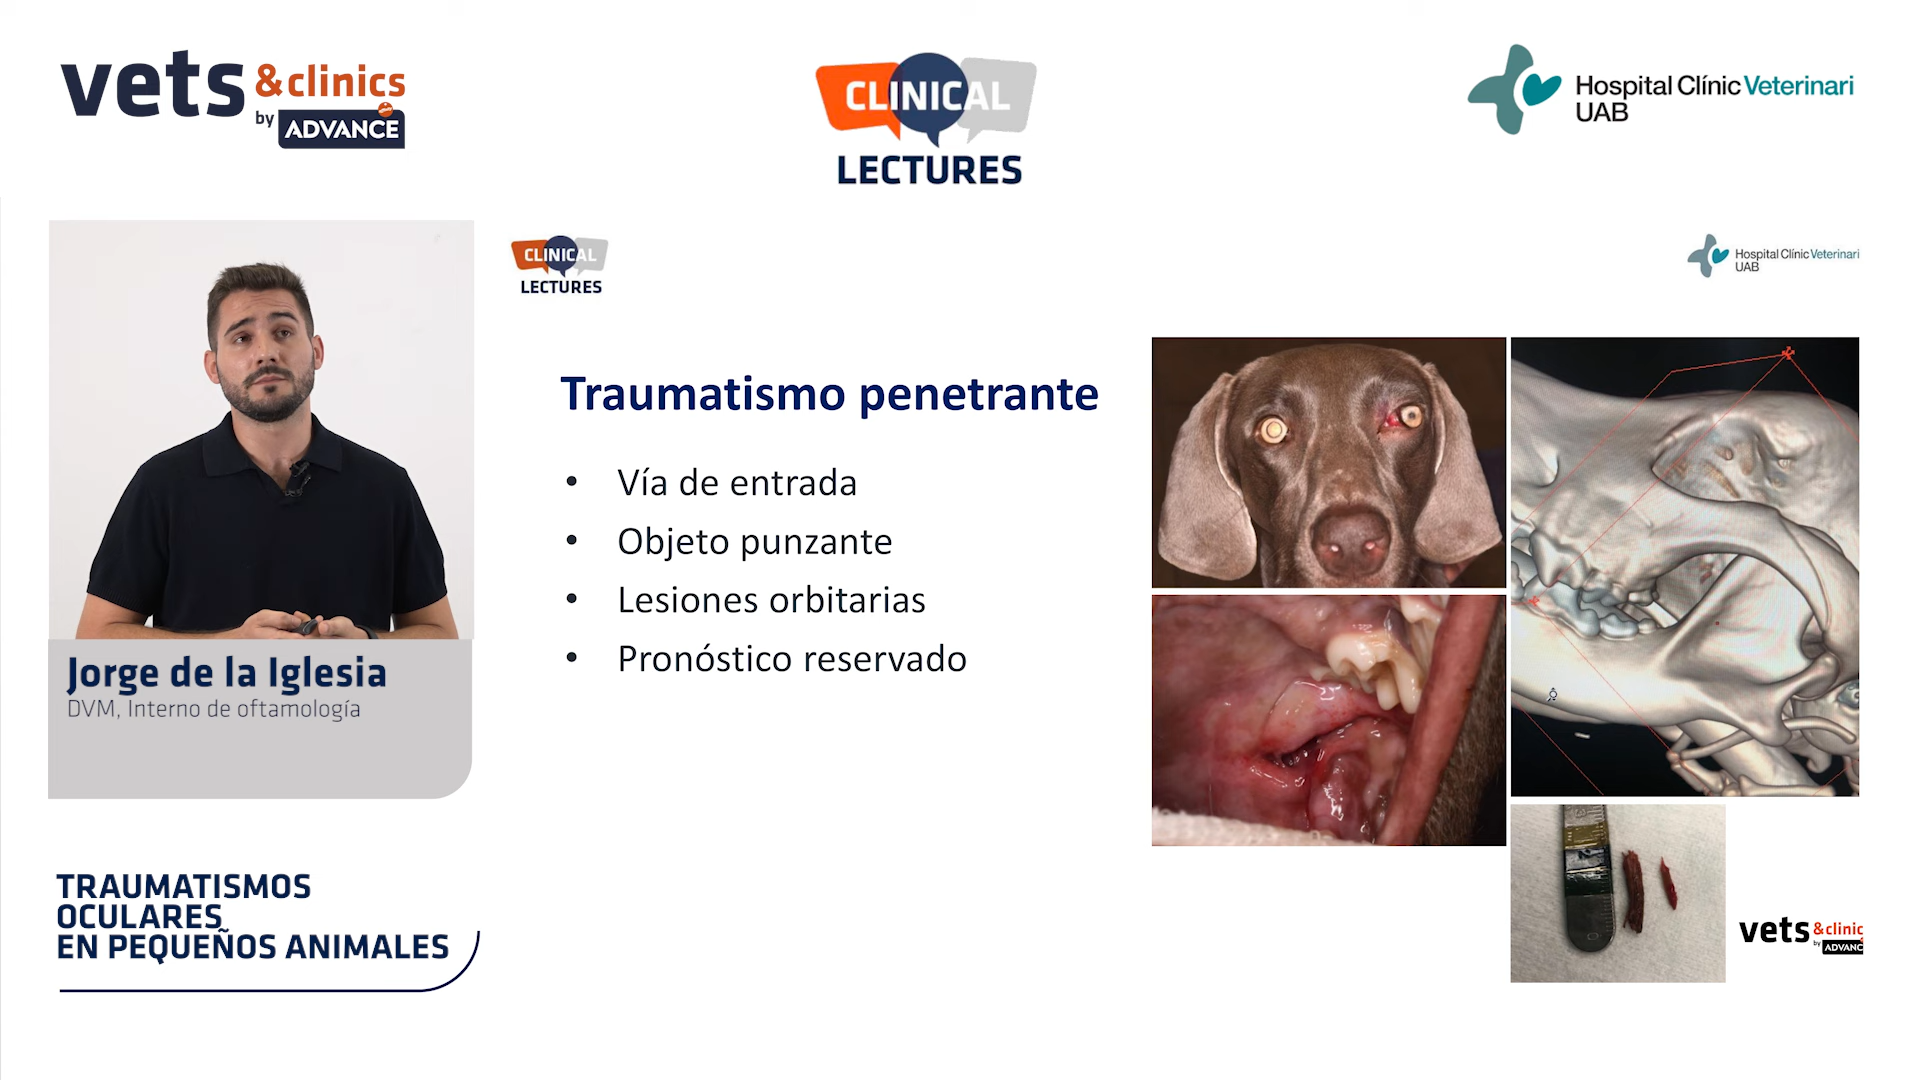 vets &clinics
by ADVANCE
CLINICAL
LECTURES
Hospital Clínic Veterinari
UAB
CLINICAL
LECTURES
Hospital Clínic Veterinari
UAB
Traumatismo penetrante
• Vía de entrada
• Objeto punzante
• Lesiones orbitarias
• Pronóstico reservado
Jorge de la Iglesia
DVM, Interno de oftamología
TRAUMATISMOS
OCULARES
EN PEQUEÑOS ANIMALES
vets &clinic
by ADVANC